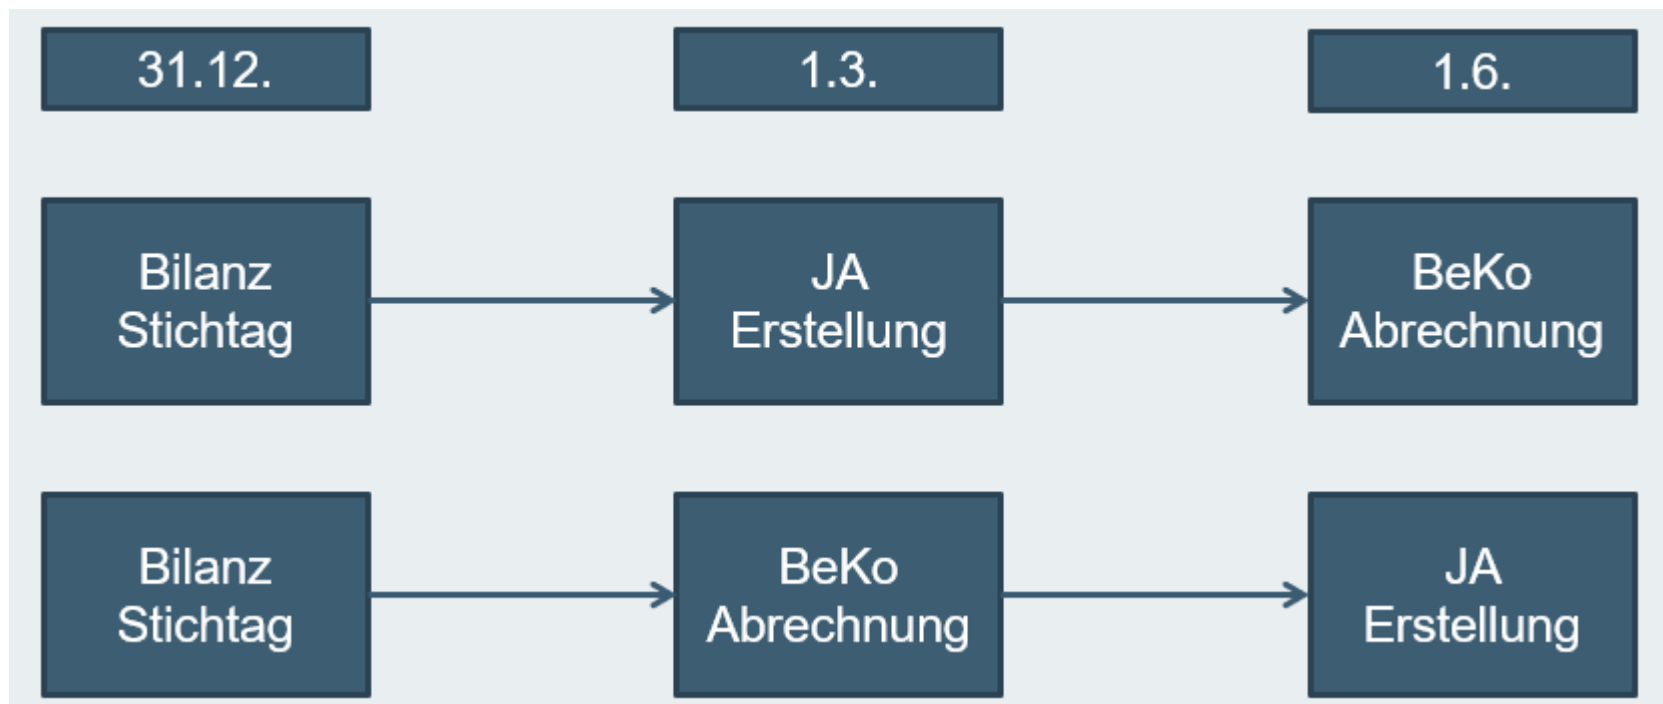 31.12.
1.3.
1.6.
Bilanz
Stichtag
JA
Erstellung
BeKo
Abrechnung
Bilanz
Stichtag
BeKo
Abrechnung
JA
Erstellung